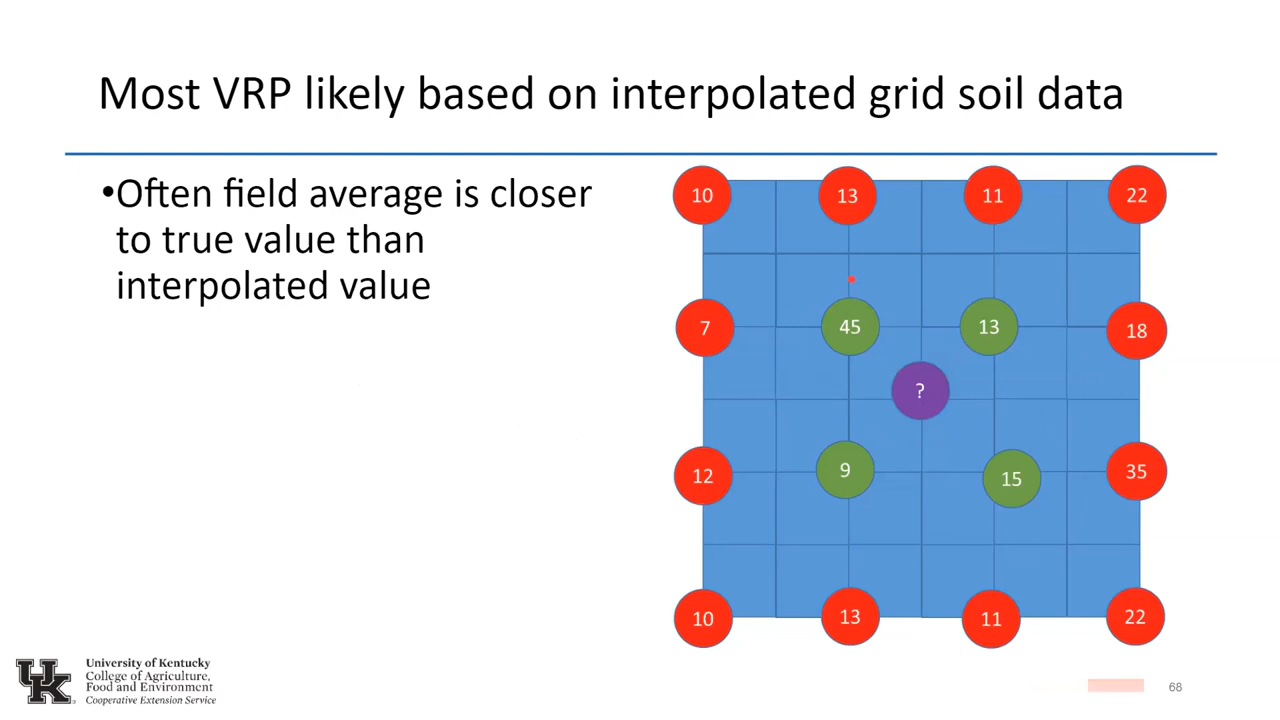 Most VRP likely based on interpolated grid soil data
•Often field average is closer
to true value than
interpolated value
10 13 11 22
7 45 13 18
?
12 9 15 35
10 13 11 22
UK
University of Kentucky
College of Agriculture,
Food and Environment
Cooperative Extension Service
68